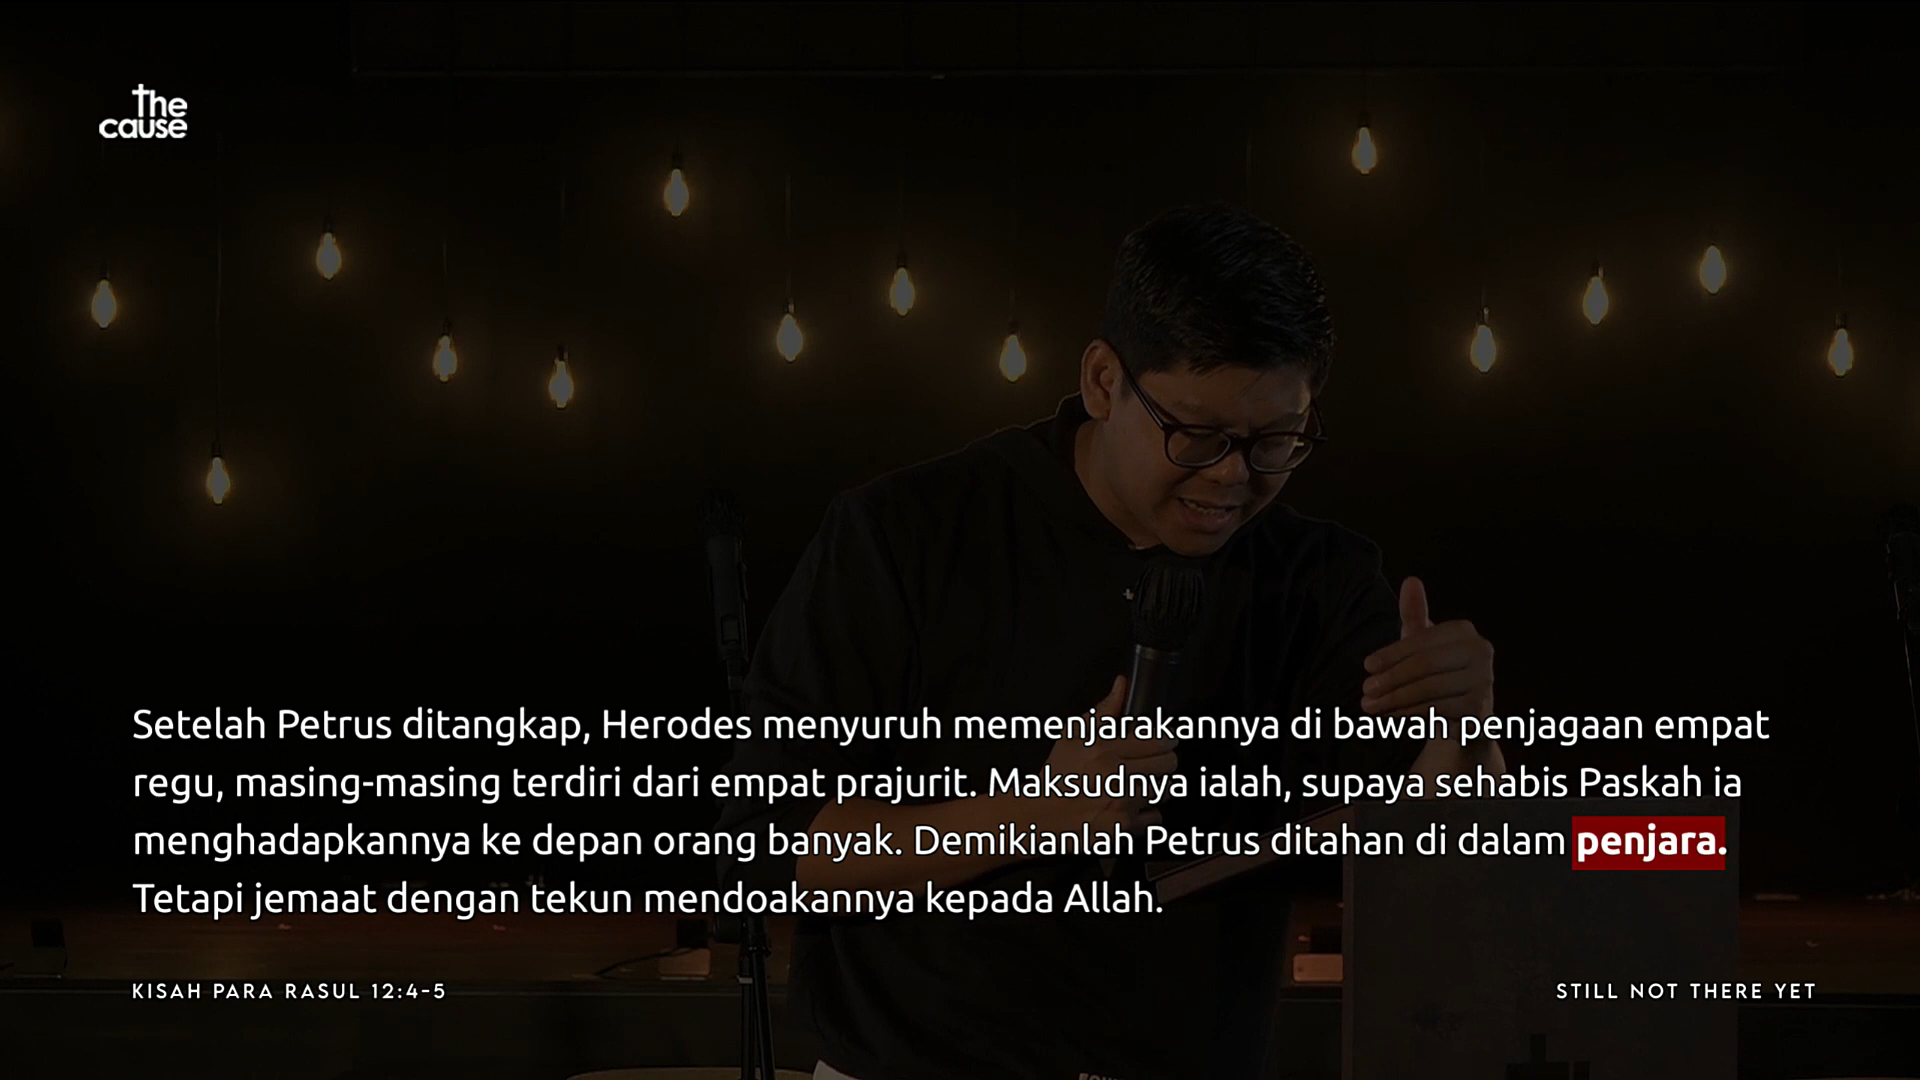 the
cause
Setelah Petrus ditangkap, Herodes menyuruh memenjarakannya di bawah penjagaan empat
regu, masing-masing terdiri dari empat prajurit. Maksudnya ialah, supaya sehabis Paskah ia
menghadapkannya ke depan orang banyak. Demikianlah Petrus ditahan di dalam penjara.
Tetapi jemaat dengan tekun mendoakannya kepada Allah.
KISAH PARA RASUL 12:4-5
STILL NOT THERE YET